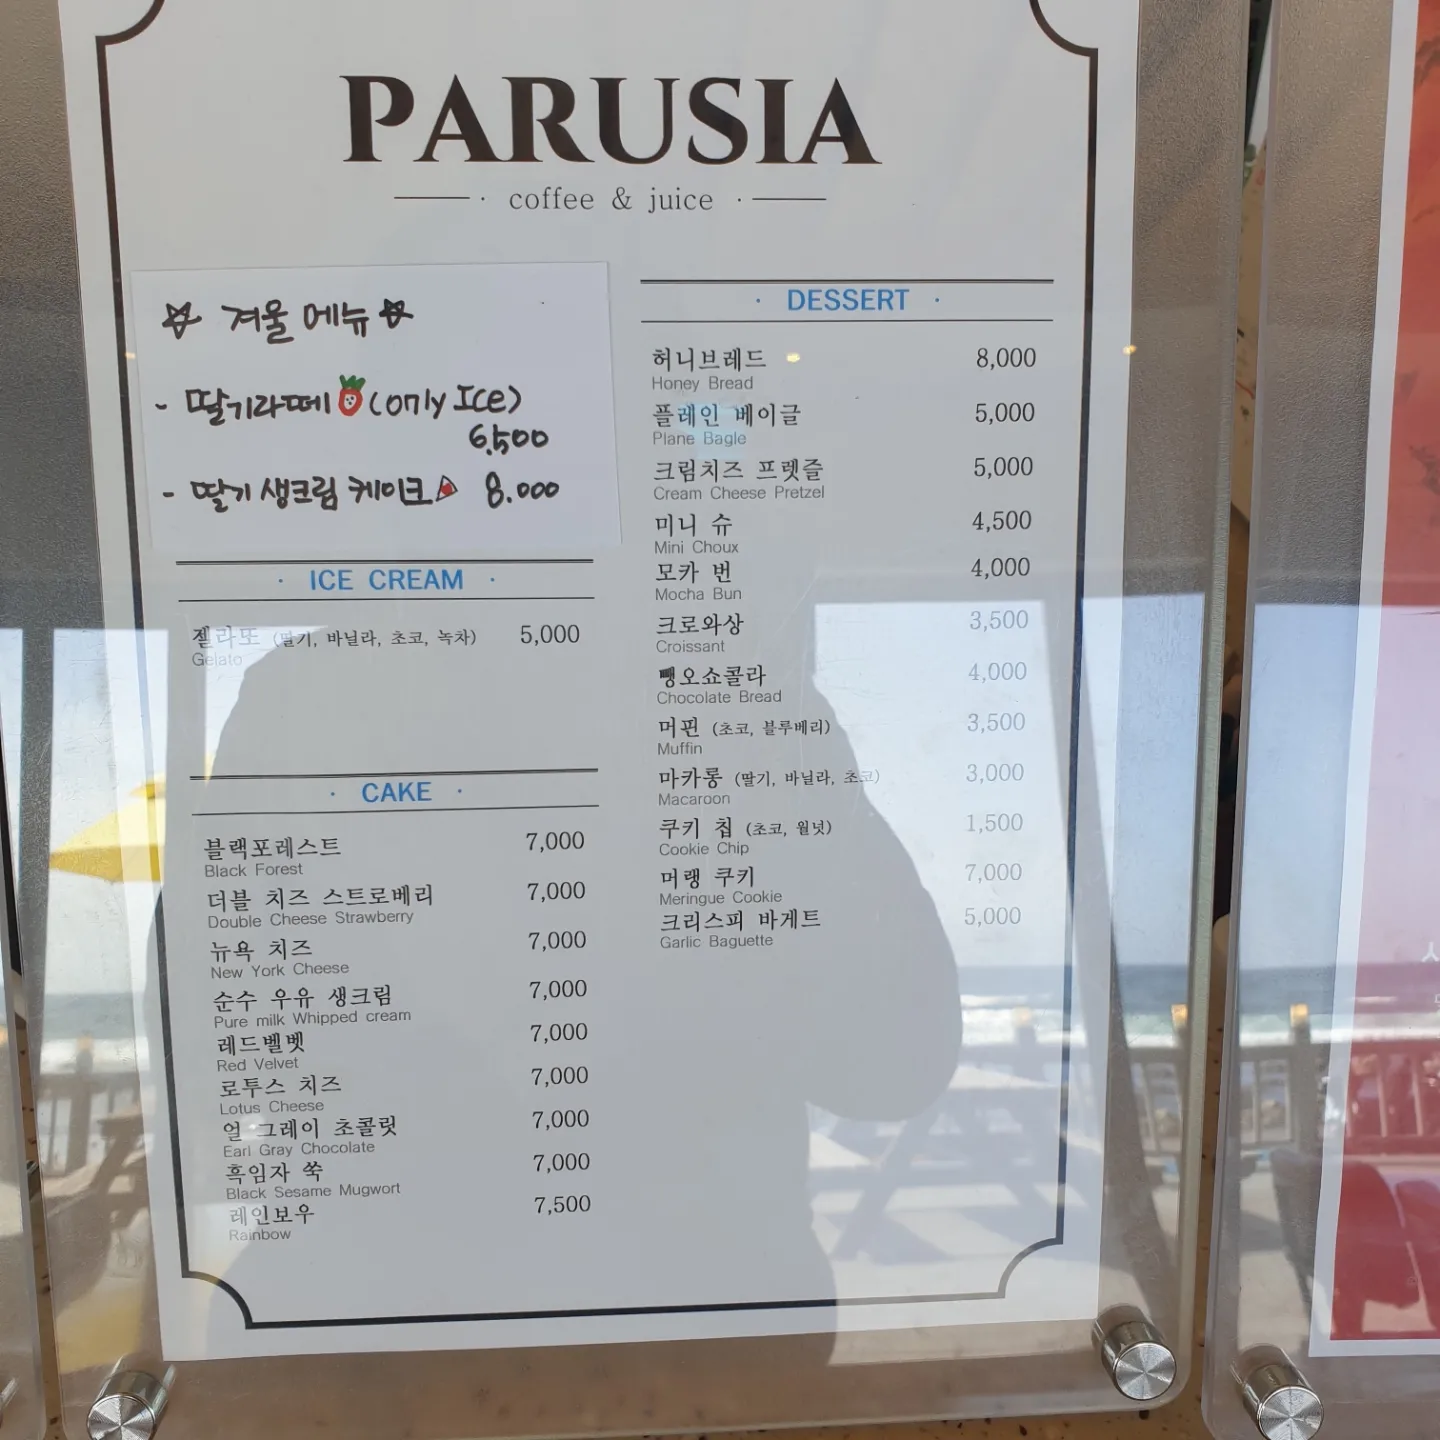 PARUSIA
coffee & juice
겨울 메뉴
- 딸기라떼 (only Ice)
6,500
- 딸기 생크림 케이크 8.000
· ICE CREAM ·
젤라또 (딸기, 바닐라, 초코, 녹차) 5,000
Gelato
· CAKE ·
블랙포레스트 7,000
Black Forest
더블 치즈 스트로베리 7,000
Double Cheese Strawberry
뉴욕 치즈 7,000
New York Cheese
순수 우유 생크림 7,000
Pure milk Whipped cream
레드벨벳 7,000
Red Velvet
로투스 치즈 7,000
Lotus Cheese
얼 그레이 초콜릿 7,000
Earl Gray Chocolate
흑임자 쑥 7,000
Black Sesame Mugwort
레인보우 7,500
Rainbow
· DESSERT ·
허니브레드 8,000
Honey Bread
플레인 베이글 5,000
Plane Bagle
크림치즈 프렛즐 5,000
Cream Cheese Pretzel
미니 슈 4,500
Mini Choux
모카 번 4,000
Mocha Bun
크로와상 3,500
Croissant
뺑오쇼콜라 4,000
Chocolate Bread
머핀 (초코, 블루베리) 3,500
Muffin
마카롱 (딸기, 바닐라, 초코) 3,000
Macaroon
쿠키 칩 (초코, 월넛) 1,500
Cookie Chip
머랭 쿠키 7,000
Meringue Cookie
크리스피 바게트 5,000
Garlic Baguette